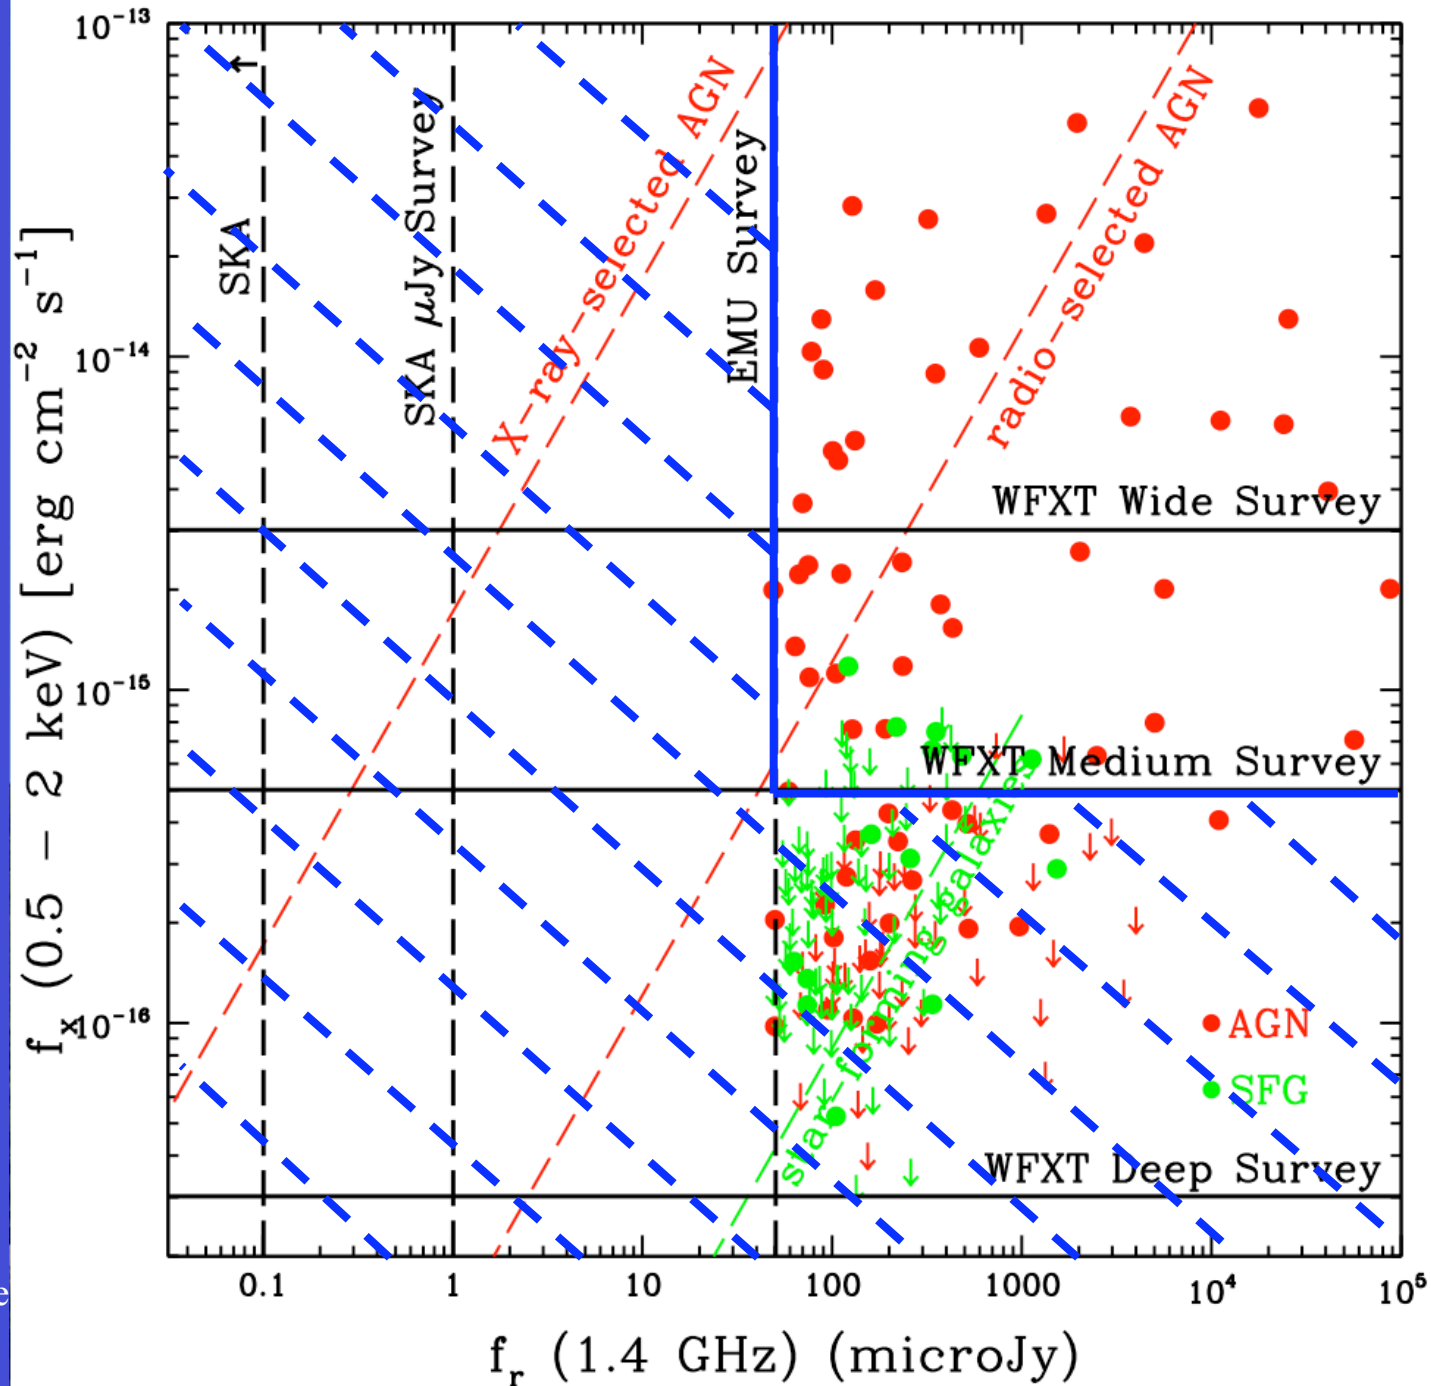 10⁻¹³
10⁻¹⁴
10⁻¹⁵
10⁻¹⁶
fₓ (0.5 − 2 keV) [erg cm⁻² s⁻¹]
SKA
SKA μJy Survey
X−ray selected AGN
EMU Survey
radio selected AGN
WFXT Wide Survey
WFXT Medium Survey
star forming galaxies
AGN
SFG
WFXT Deep Survey
0.1 1 10 100 1000 10⁴ 10⁵
e
fᵣ (1.4 GHz) (microJy)